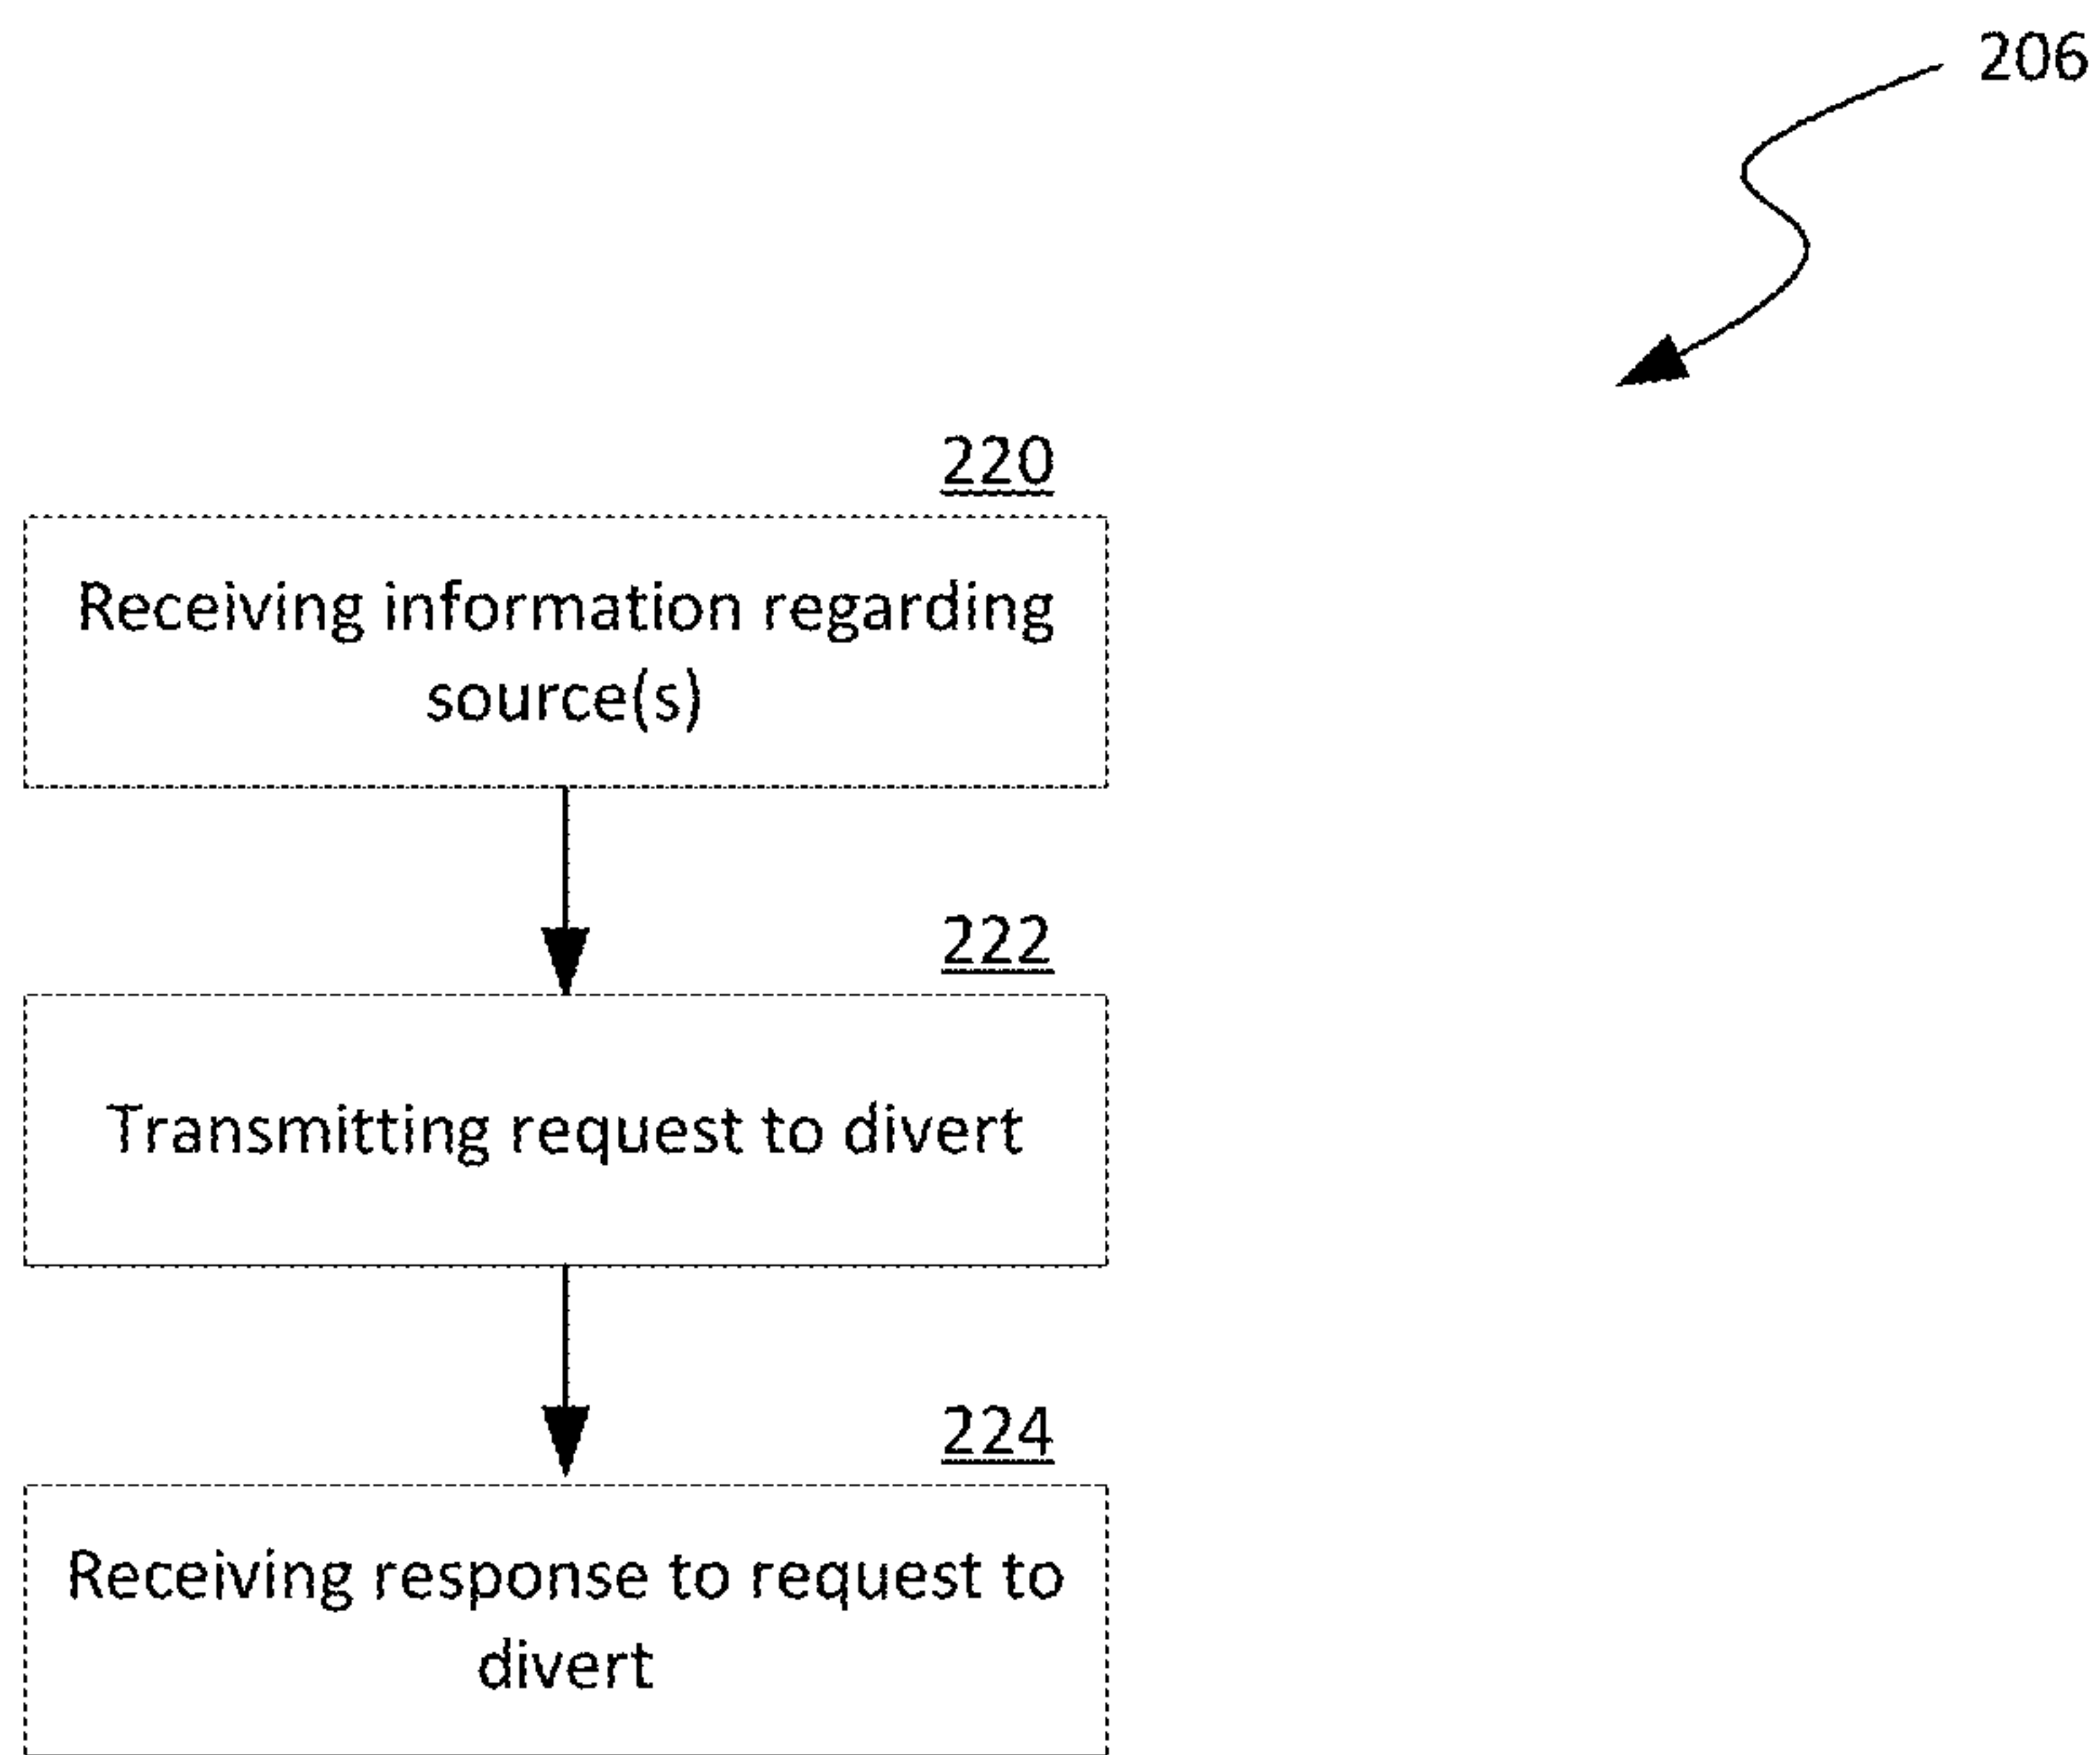 206
220
Receiving information regarding
source(s)
222
Transmitting request to divert
224
Receiving response to request to
divert